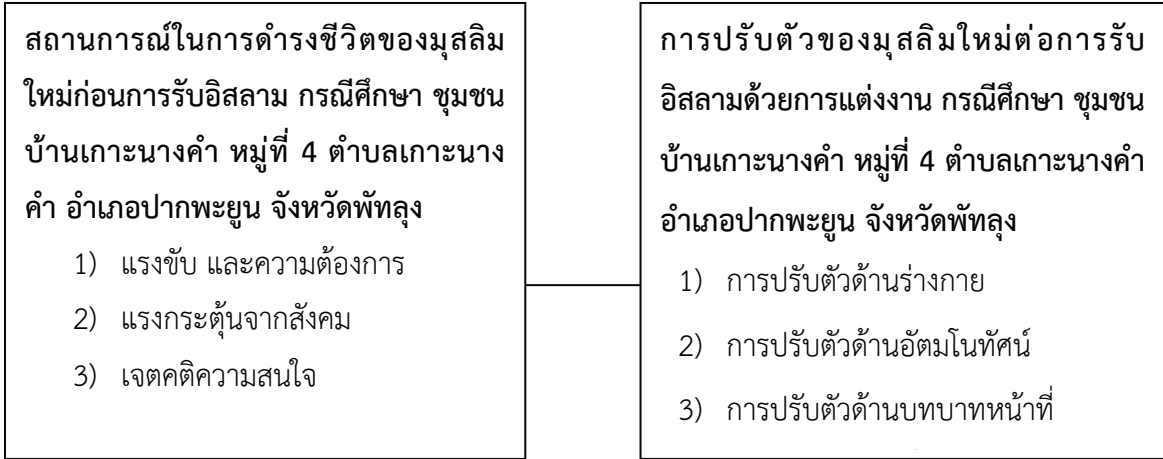 สถานการณ์ในการดำรงชีวิตของมุสลิม
ใหม่ก่อนการรับอิสลาม กรณีศึกษา ชุมชน
บ้านเกาะนางคำ หมู่ที่ 4 ตำบลเกาะนาง
คำ อำเภอปากพะยูน จังหวัดพัทลุง
1) แรงขับ และความต้องการ
2) แรงกระตุ้นจากสังคม
3) เจตคติความสนใจ
การปรับตัวของมุสลิมใหม่ต่อการรับ
อิสลามด้วยการแต่งงาน กรณีศึกษา ชุมชน
บ้านเกาะนางคำ หมู่ที่ 4 ตำบลเกาะนางคำ
อำเภอปากพะยูน จังหวัดพัทลุง
1) การปรับตัวด้านร่างกาย
2) การปรับตัวด้านอัตมโนทัศน์
3) การปรับตัวด้านบทบาทหน้าที่